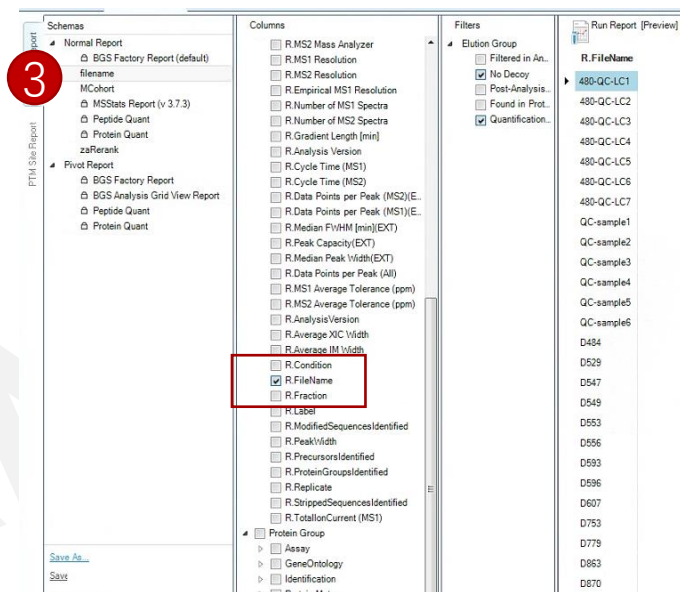 3
Report
PTM Site Report
Schemas
Normal Report
BGS Factory Report (default)
filename
MCohort
MSStats Report (v 3.7.3)
Peptide Quant
Protein Quant
zaRerank
Pivot Report
BGS Factory Report
BGS Analysis Grid View Report
Peptide Quant
Protein Quant
Save As...
Save
Columns
R.MS2 Mass Analyzer
R.MS1 Resolution
R.MS2 Resolution
R.Empirical MS1 Resolution
R.Number of MS1 Spectra
R.Number of MS2 Spectra
R.Gradient Length [min]
R.Analysis Version
R.Cycle Time (MS1)
R.Cycle Time (MS2)
R.Data Points per Peak (MS2)(E..
R.Data Points per Peak (MS1)(E..
R.Median FWHM [min](EXT)
R.Peak Capacity(EXT)
R.Median Peak Width(EXT)
R.Data Points per Peak (All)
R.MS1 Average Tolerance (ppm)
R.MS2 Average Tolerance (ppm)
R.AnalysisVersion
R.Average XIC Width
R.Average IM Width
R.Condition
R.FileName
R.Fraction
R.Label
R.ModifiedSequencesIdentified
R.PeakWidth
R.PrecursorsIdentified
R.ProteinGroupsIdentified
R.Replicate
R.StrippedSequencesIdentified
R.TotalIonCurrent (MS1)
Protein Group
Assay
GeneOntology
Identification
Filters
Elution Group
Filtered in An..
No Decoy
Post-Analysis..
Found in Prot..
Quantification..
Run Report [Preview]
R.FileName
480-QC-LC1
480-QC-LC2
480-QC-LC3
480-QC-LC4
480-QC-LC5
480-QC-LC6
480-QC-LC7
QC-sample1
QC-sample2
QC-sample3
QC-sample4
QC-sample5
QC-sample6
D484
D529
D547
D549
D553
D556
D593
D596
D607
D753
D779
D863
D870